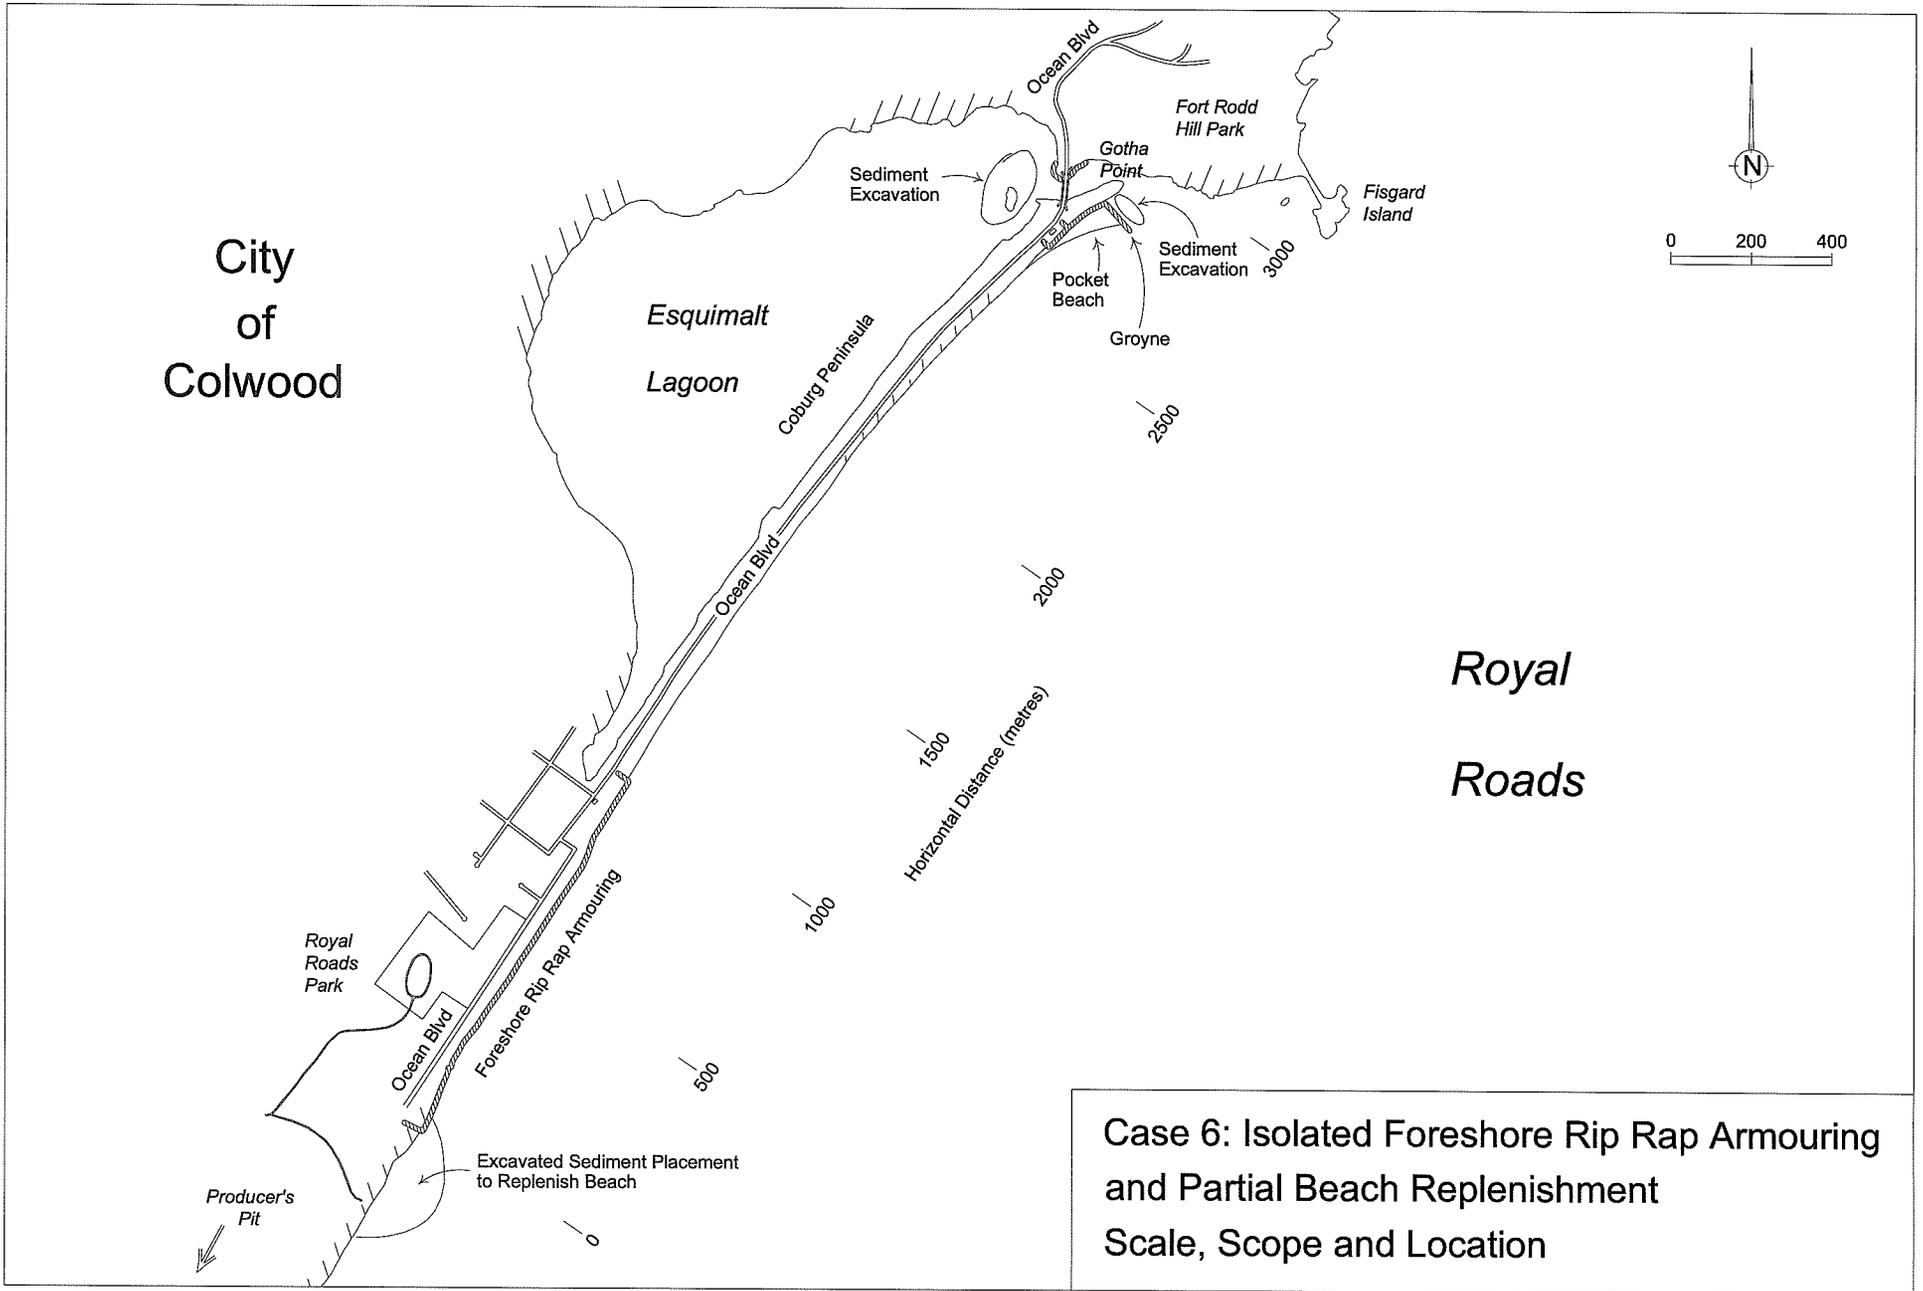 Ocean Blvd
Fort Rodd
Hill Park
Gotha
Point
Sediment
Excavation
Fisgard
Island
N
0 200 400
Sediment
Excavation
3000
Pocket
Beach
Groyne
City
of
Colwood
Esquimalt
Lagoon
Coburg Peninsula
2500
Ocean Blvd
2000
Royal
Roads
1500
Horizontal Distance (metres)
1000
Foreshore Rip Rap Armouring
Royal
Roads
Park
Ocean Blvd
500
Excavated Sediment Placement
to Replenish Beach
Producer's
Pit
0
Case 6: Isolated Foreshore Rip Rap Armouring
and Partial Beach Replenishment
Scale, Scope and Location